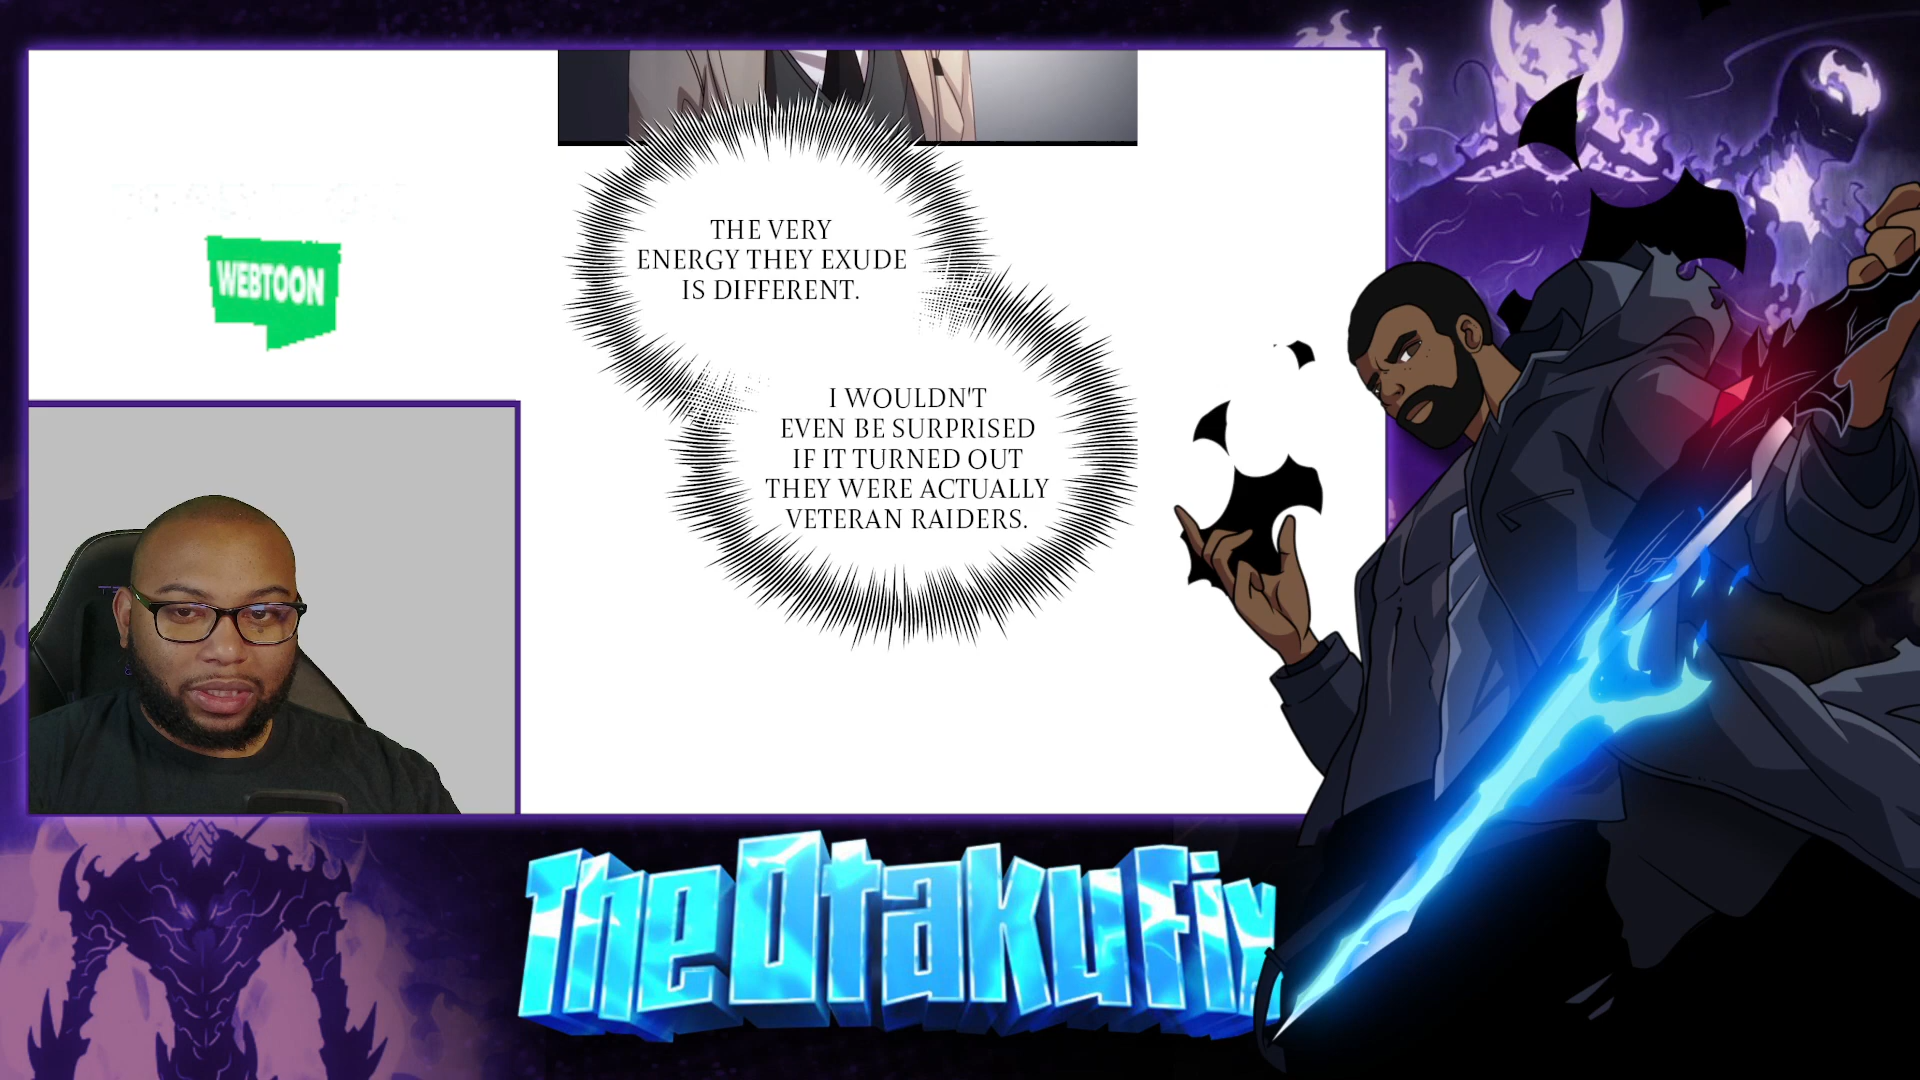 WEBTOON
THE VERY
ENERGY THEY EXUDE
IS DIFFERENT.
I WOULDN'T
EVEN BE SURPRISED
IF IT TURNED OUT
THEY WERE ACTUALLY
VETERAN RAIDERS.
TheOtakuFix